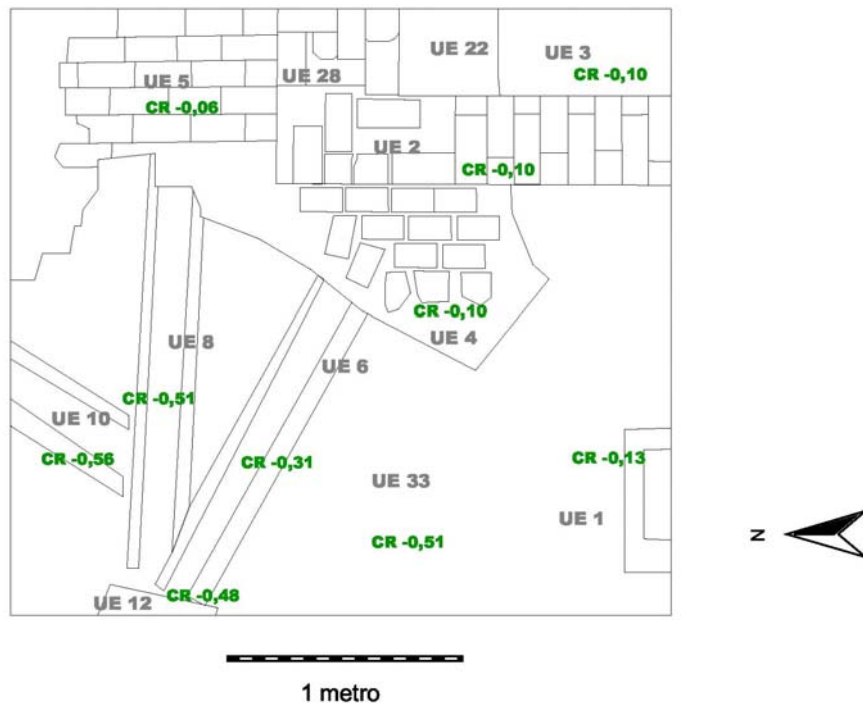 UE 22
UE 3
CR -0,10
UE 5
UE 28
CR -0,06
UE 2
CR -0,10
CR -0,10
UE 4
UE 8
UE 6
CR -0,51
UE 10
CR -0,56
CR -0,31
CR -0,13
UE 33
UE 1
CR -0,51
N
CR -0,48
UE 12
1 metro